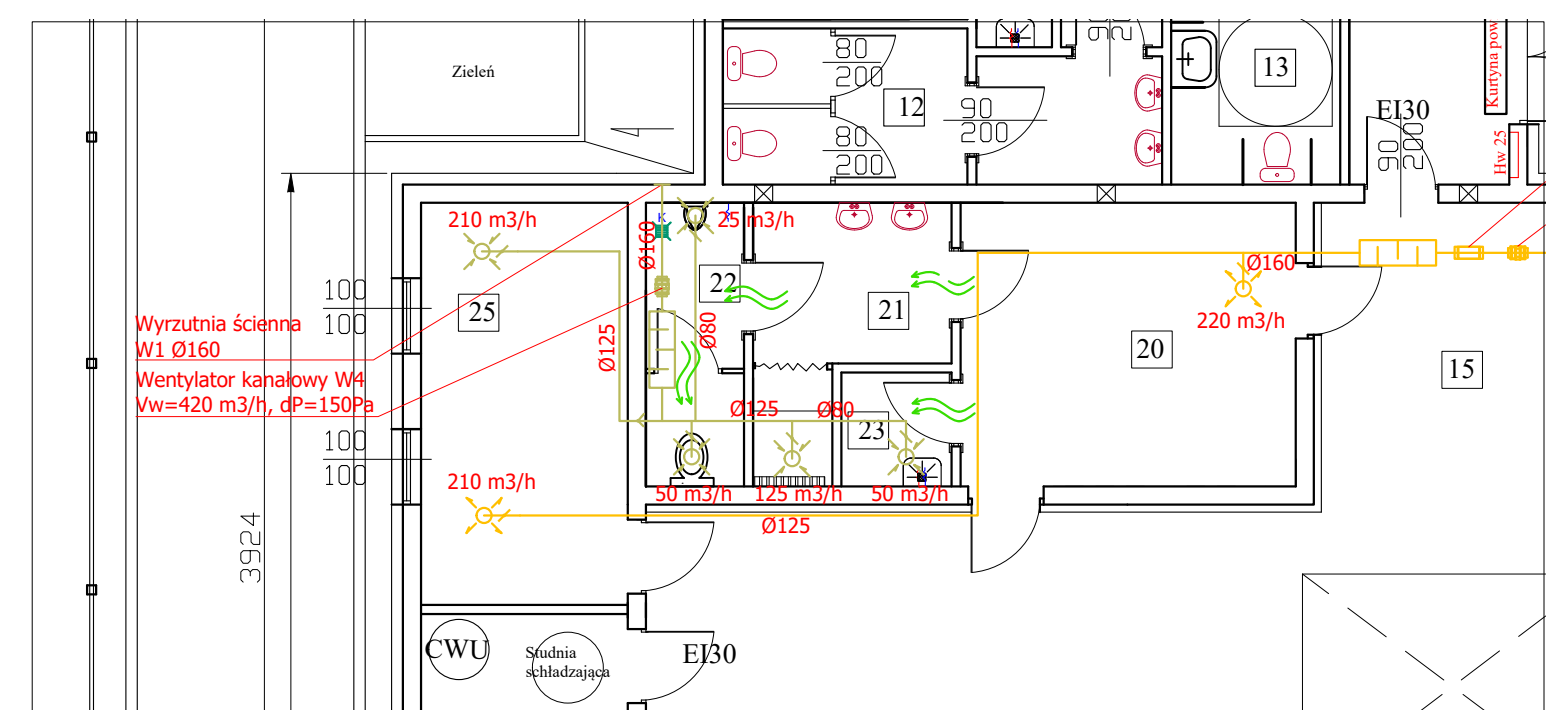 Zieleń
80
200
12
80
200
90
200
90
20
13
EI30
90
200
Kurtyna pow
Hw 25
210 m3/h
Ø160
K
25 m3/h
22
21
Ø160
220 m3/h
20
15
25
100
100
Wyrzutnia ścienna
W1 Ø160
Wentylator kanałowy W4
Vw=420 m3/h, dP=150Pa
Ø125
Ø80
Ø125
Ø80
23
100
100
210 m3/h
50 m3/h
125 m3/h
50 m3/h
Ø125
3924
CWU
Studnia
schładzająca
EI30